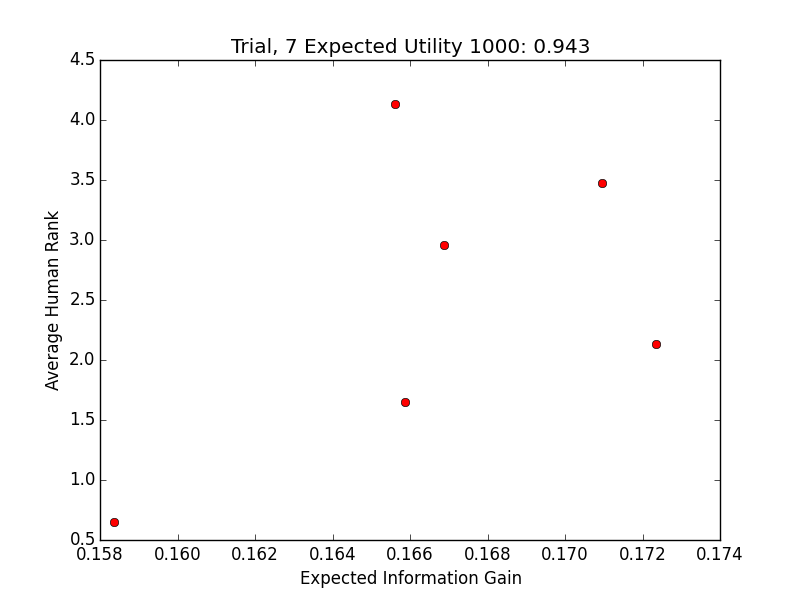 Trial, 7 Expected Utility 1000: 0.943
4.5
4.0
3.5
3.0
2.5
2.0
1.5
1.0
0.5
Average Human Rank
0.158 0.160 0.162 0.164 0.166 0.168 0.170 0.172 0.174
Expected Information Gain